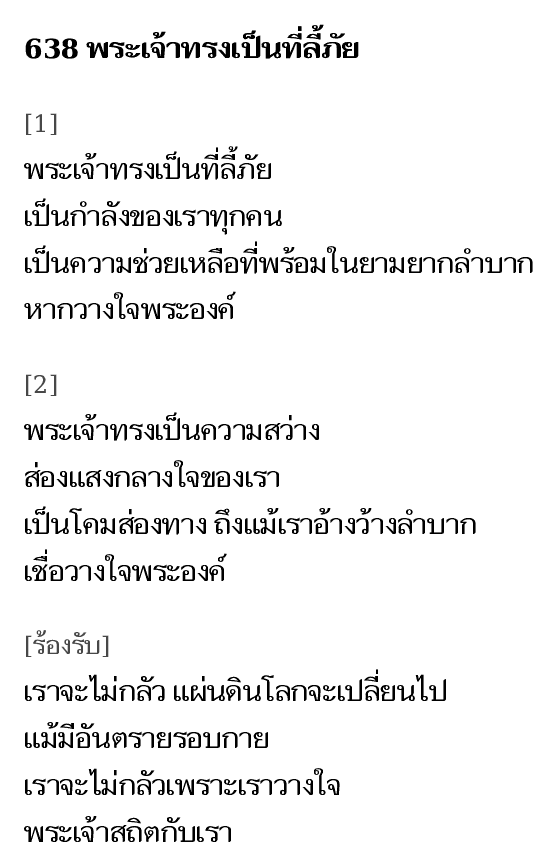 638 พระเจ้าทรงเป็นที่ลี้ภัย
[1]
พระเจ้าทรงเป็นที่ลี้ภัย
เป็นกำลังของเราทุกคน
เป็นความช่วยเหลือที่พร้อมในยามยากลำบาก
หากวางใจพระองค์
[2]
พระเจ้าทรงเป็นความสว่าง
ส่องแสงกลางใจของเรา
เป็นโคมส่องทาง ถึงแม้เราอ้างว้างลำบาก
เชื่อวางใจพระองค์
[ร้องรับ]
เราจะไม่กลัว แผ่นดินโลกจะเปลี่ยนไป
แม้มีอันตรายรอบกาย
เราจะไม่กลัวเพราะเราวางใจ
พระเจ้าสถิตกับเรา